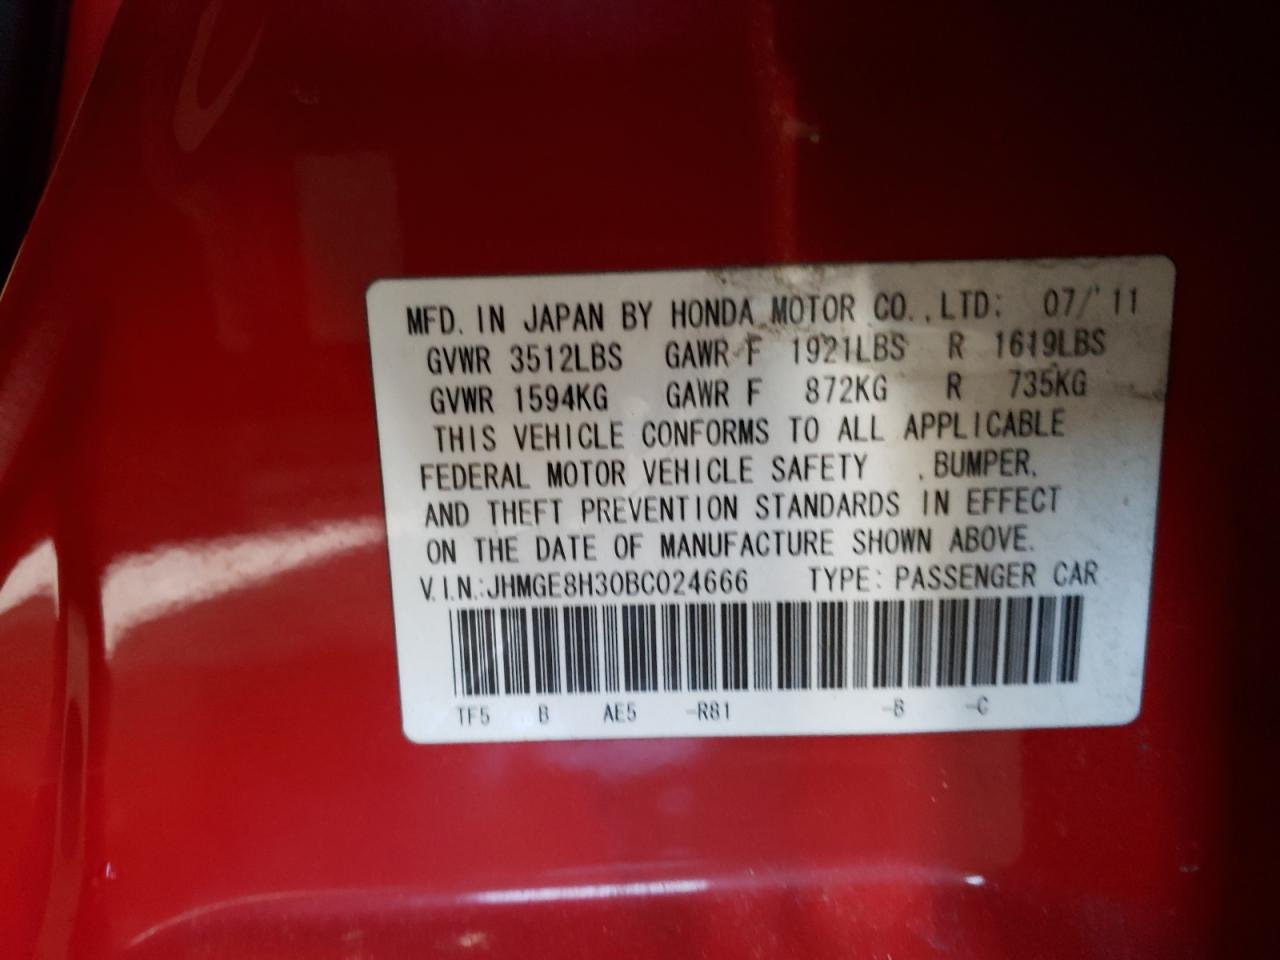 MFD. IN JAPAN BY HONDA MOTOR CO., LTD: 07/'11
GVWR 3512LBS GAWR F 1921LBS R 1619LBS
GVWR 1594KG GAWR F 872KG R 735KG
THIS VEHICLE CONFORMS TO ALL APPLICABLE
FEDERAL MOTOR VEHICLE SAFETY , BUMPER,
AND THEFT PREVENTION STANDARDS IN EFFECT
ON THE DATE OF MANUFACTURE SHOWN ABOVE.
V.I.N.:JHMGE8H30BC024666 TYPE: PASSENGER CAR
TF5 B AE5 -R81 -B -C